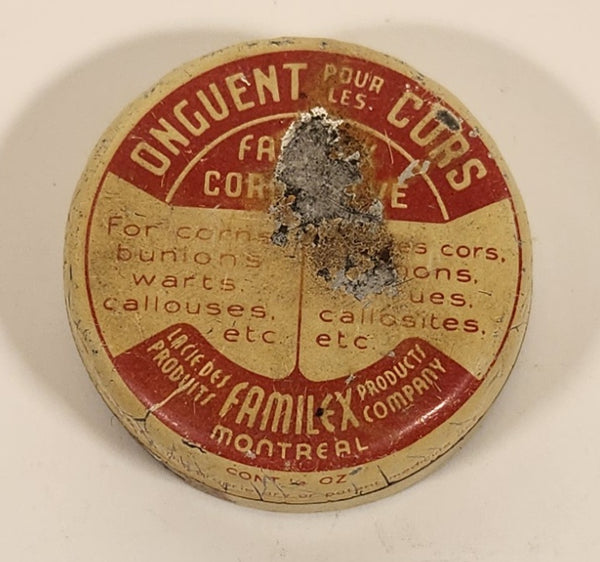 ONGUENT POUR LES. CORS
FA
COR VE
For corns
bunions
warts.
callouses,
etc
es cors,
ons,
ues.
callosites,
etc.
LA CIE DES
PRODUITS
FAMILEX
PRODUCTS
COMPANY
MONTREAL
CONT. OZ